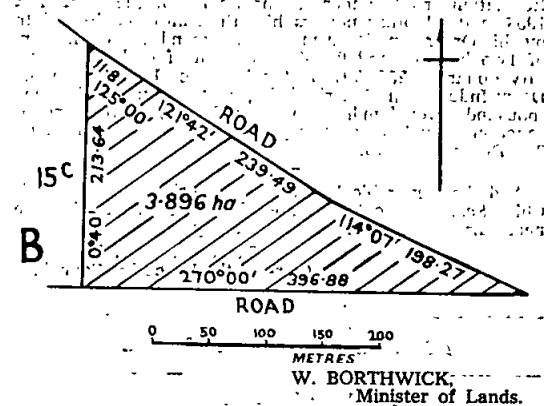 11·81
125°00'
121°42'
ROAD
239·49
15c
213·64
0°40'
3·896 ha
114°07' 198·27
B
270°00' 396·88
ROAD
0 50 100 150 200
METRES
W. BORTHWICK,
Minister of Lands.